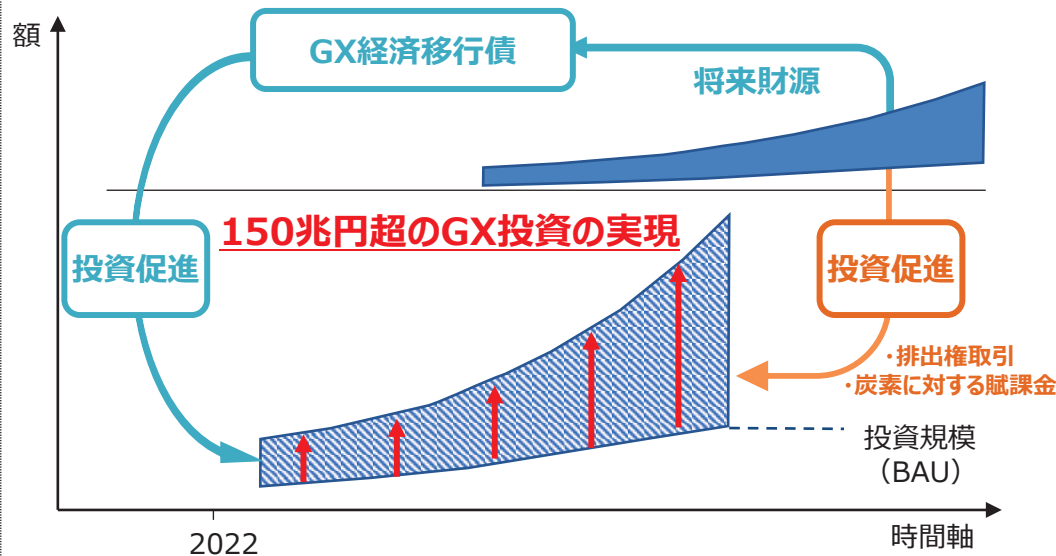 額
GX経済移行債
将来財源
150兆円超のGX投資の実現
投資促進
投資促進
・排出権取引
・炭素に対する賦課金
投資規模
（BAU）
2022
時間軸